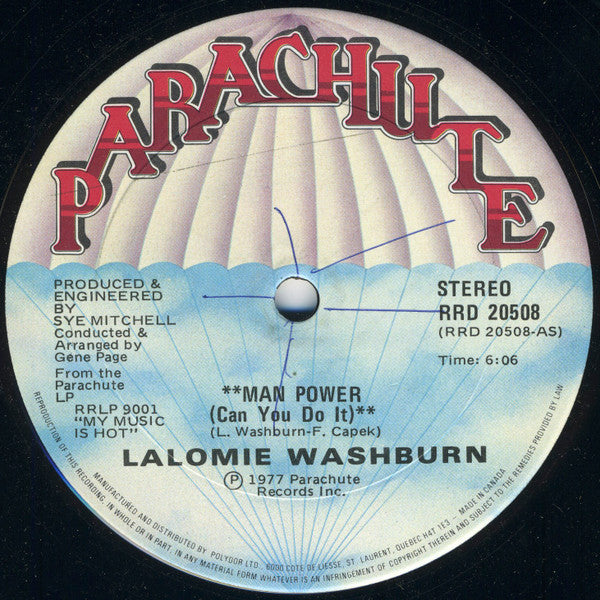 PARACHUTE
PRODUCED &
ENGINEERED
BY
SYE MITCHELL
Conducted &
Arranged by
Gene Page
From the
Parachute
LP
RRLP 9001
"MY MUSIC
IS HOT"
STEREO
RRD 20508
(RRD 20508-AS)
Time: 6:06
**MAN POWER
(Can You Do It)**
(L. Washburn-F. Capek)
LALOMIE WASHBURN
Ⓟ 1977 Parachute
Records Inc.
REPRODUCTION OF THIS RECORDING, IN WHOLE OR IN PART, IN ANY MATERIAL FORM WHATEVER IS AN INFRINGEMENT OF COPYRIGHT THEREIN AND SUBJECT TO THE REMEDIES PROVIDED BY LAW
MANUFACTURED AND DISTRIBUTED BY POLYDOR LTD., 6000 COTE DE LIESSE, ST. LAURENT, QUEBEC H4T 1E3 · MADE IN CANADA